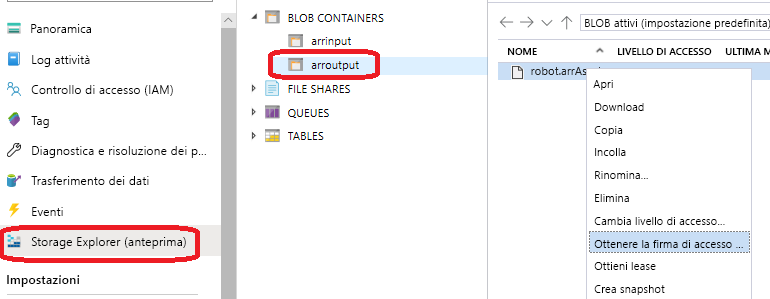 Panoramica
Log attività
Controllo di accesso (IAM)
Tag
Diagnostica e risoluzione dei p...
Trasferimento dei dati
Eventi
Storage Explorer (anteprima)
Impostazioni
BLOB CONTAINERS
arrinput
arroutput
FILE SHARES
QUEUES
TABLES
BLOB attivi (impostazione predefinita)
NOME LIVELLO DI ACCESSO ULTIMA M
robot.arrAs
Apri
Download
Copia
Incolla
Rinomina...
Elimina
Cambia livello di accesso...
Ottenere la firma di accesso ...
Ottieni lease
Crea snapshot